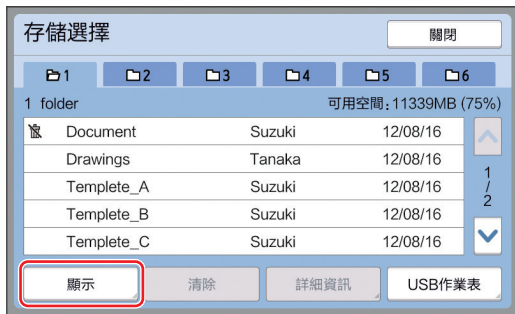 存儲選擇 關閉
1 2 3 4 5 6
1 folder 可用空間:11339MB (75%)
Document Suzuki 12/08/16
Drawings Tanaka 12/08/16
Templete_A Suzuki 12/08/16
Templete_B Suzuki 12/08/16
Templete_C Suzuki 12/08/16
1
/
2
顯示 清除 詳細資訊 USB作業表